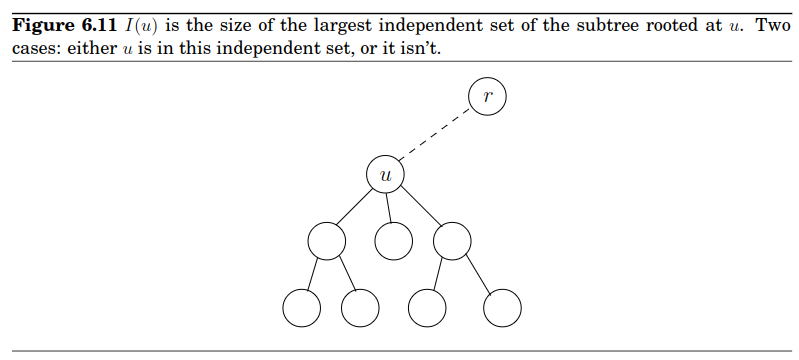 Figure 6.11 I(u) is the size of the largest independent set of the subtree rooted at u. Two
cases: either u is in this independent set, or it isn't.
r
u